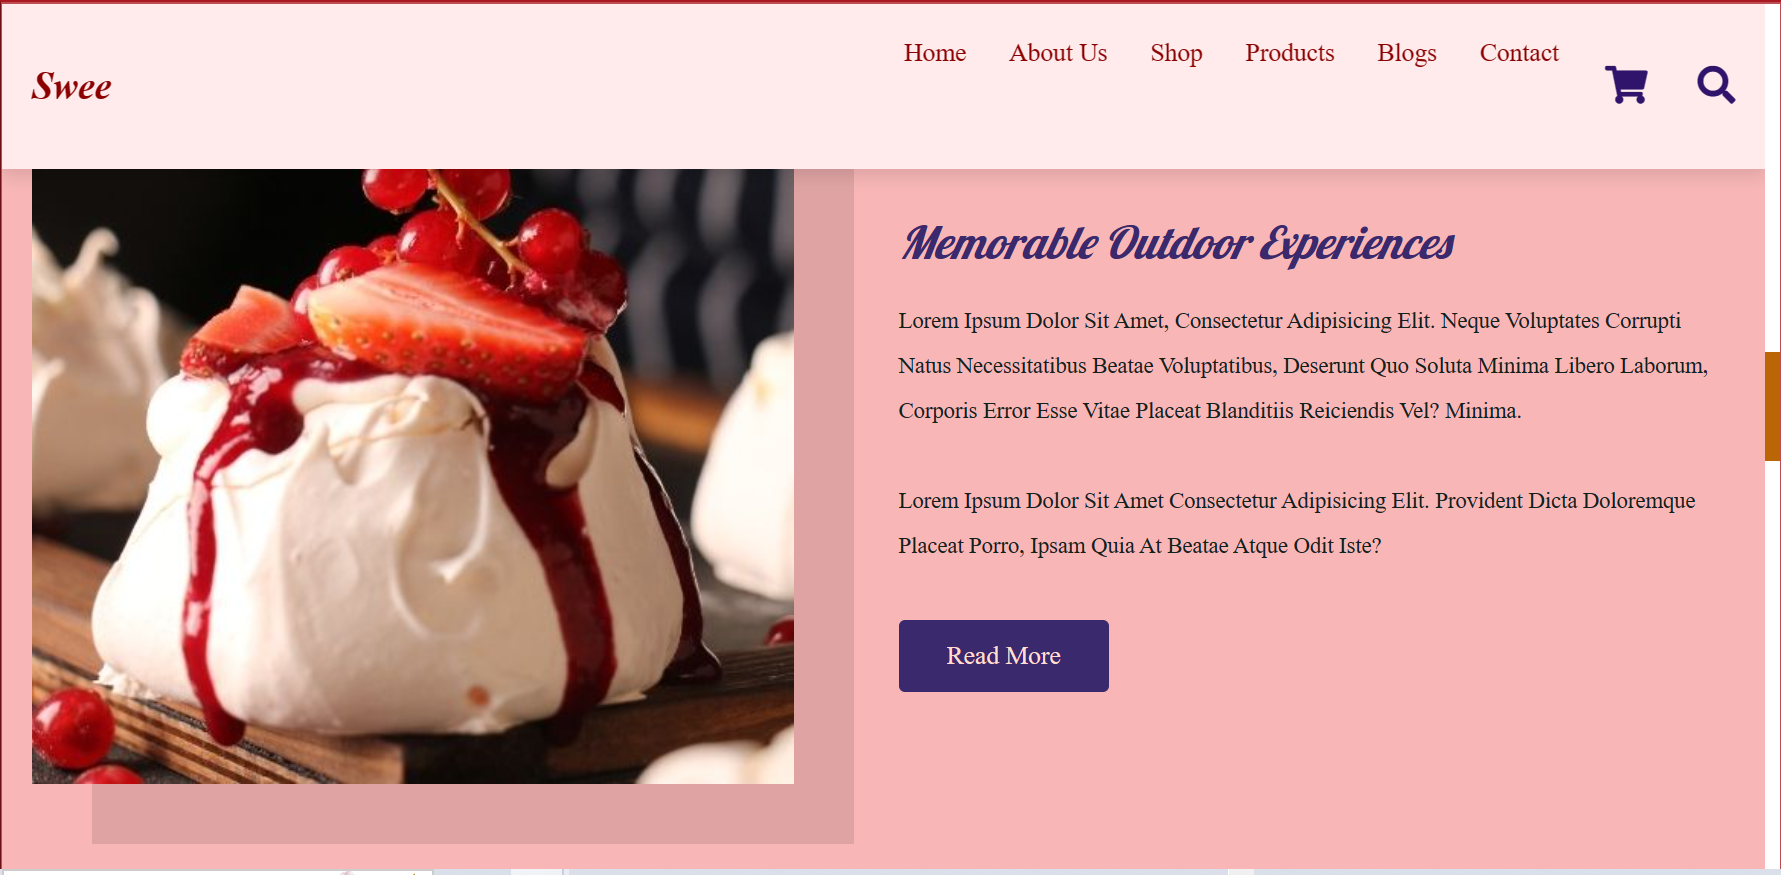 Swee
Home About Us Shop Products Blogs Contact
Memorable Outdoor Experiences
Lorem Ipsum Dolor Sit Amet, Consectetur Adipisicing Elit. Neque Voluptates Corrupti
Natus Necessitatibus Beatae Voluptatibus, Deserunt Quo Soluta Minima Libero Laborum,
Corporis Error Esse Vitae Placeat Blanditiis Reiciendis Vel? Minima.
Lorem Ipsum Dolor Sit Amet Consectetur Adipisicing Elit. Provident Dicta Doloremque
Placeat Porro, Ipsam Quia At Beatae Atque Odit Iste?
Read More